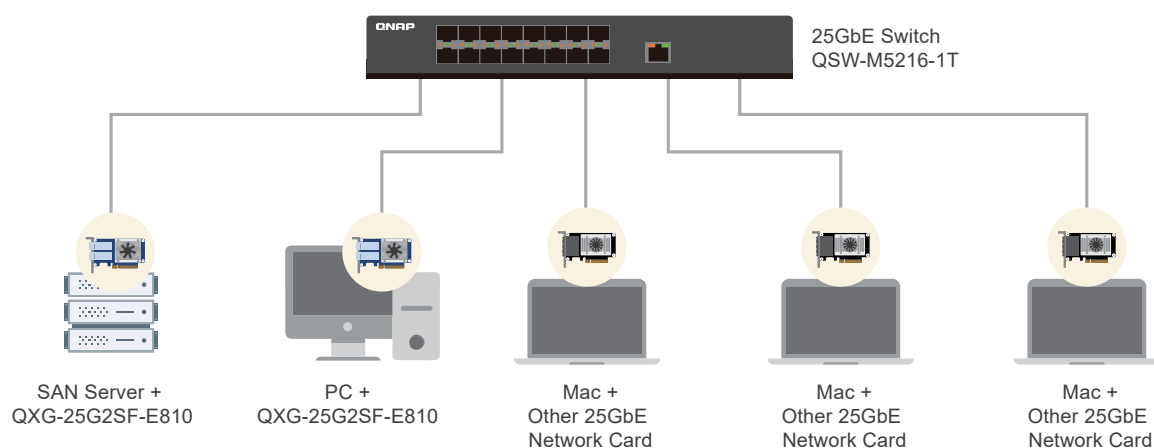 QNAP
25GbE Switch
QSW-M5216-1T
SAN Server +
QXG-25G2SF-E810
PC +
QXG-25G2SF-E810
Mac +
Other 25GbE
Network Card
Mac +
Other 25GbE
Network Card
Mac +
Other 25GbE
Network Card